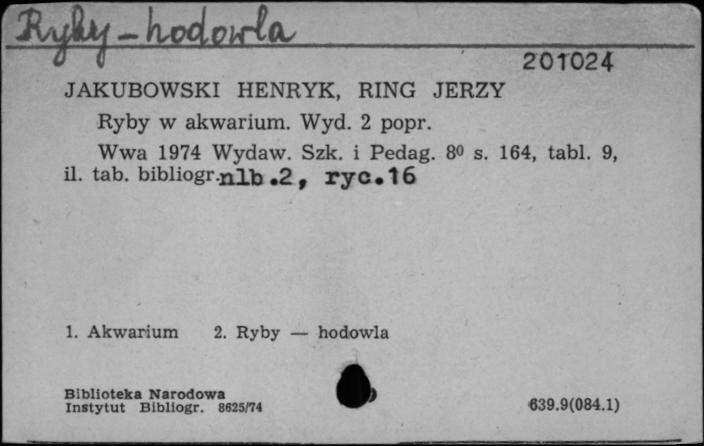 Ryby - hodowla
201024
JAKUBOWSKI HENRYK, RING JERZY
Ryby w akwarium. Wyd. 2 popr.
Wwa 1974 Wydaw. Szk. i Pedag. 8⁰ s. 164, tabl. 9,
il. tab. bibliogr. nlb.2, ryc.16
1. Akwarium 2. Ryby — hodowla
Biblioteka Narodowa
Instytut Bibliogr. 8625/74
639.9(084.1)